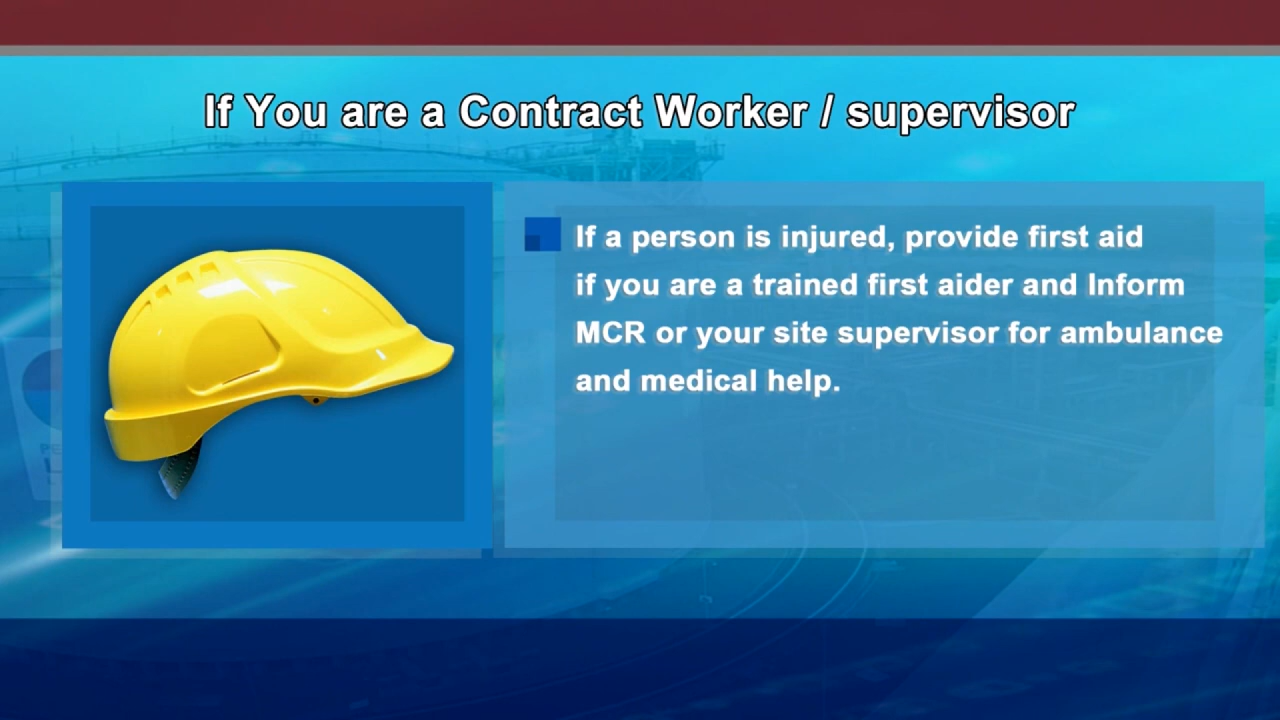 If You are a Contract Worker / supervisor
If a person is injured, provide first aid
if you are a trained first aider and Inform
MCR or your site supervisor for ambulance
and medical help.